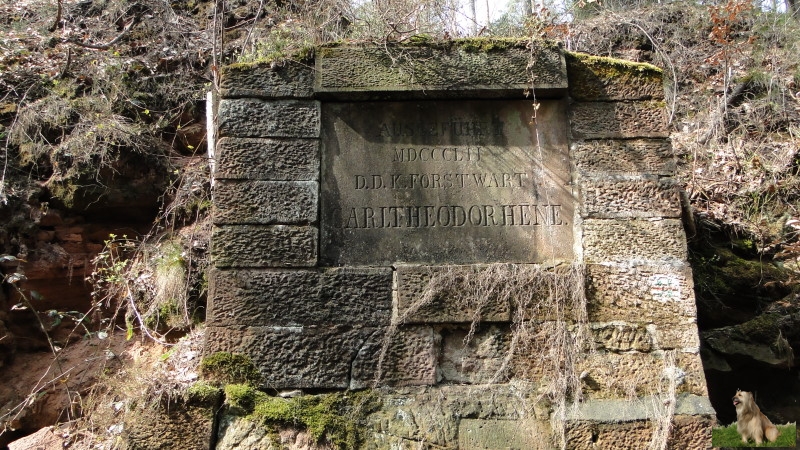 AUSGEFÜHRT
MDCCCLII
D.D.K.FORSTWART
CARL THEODOR HENE.